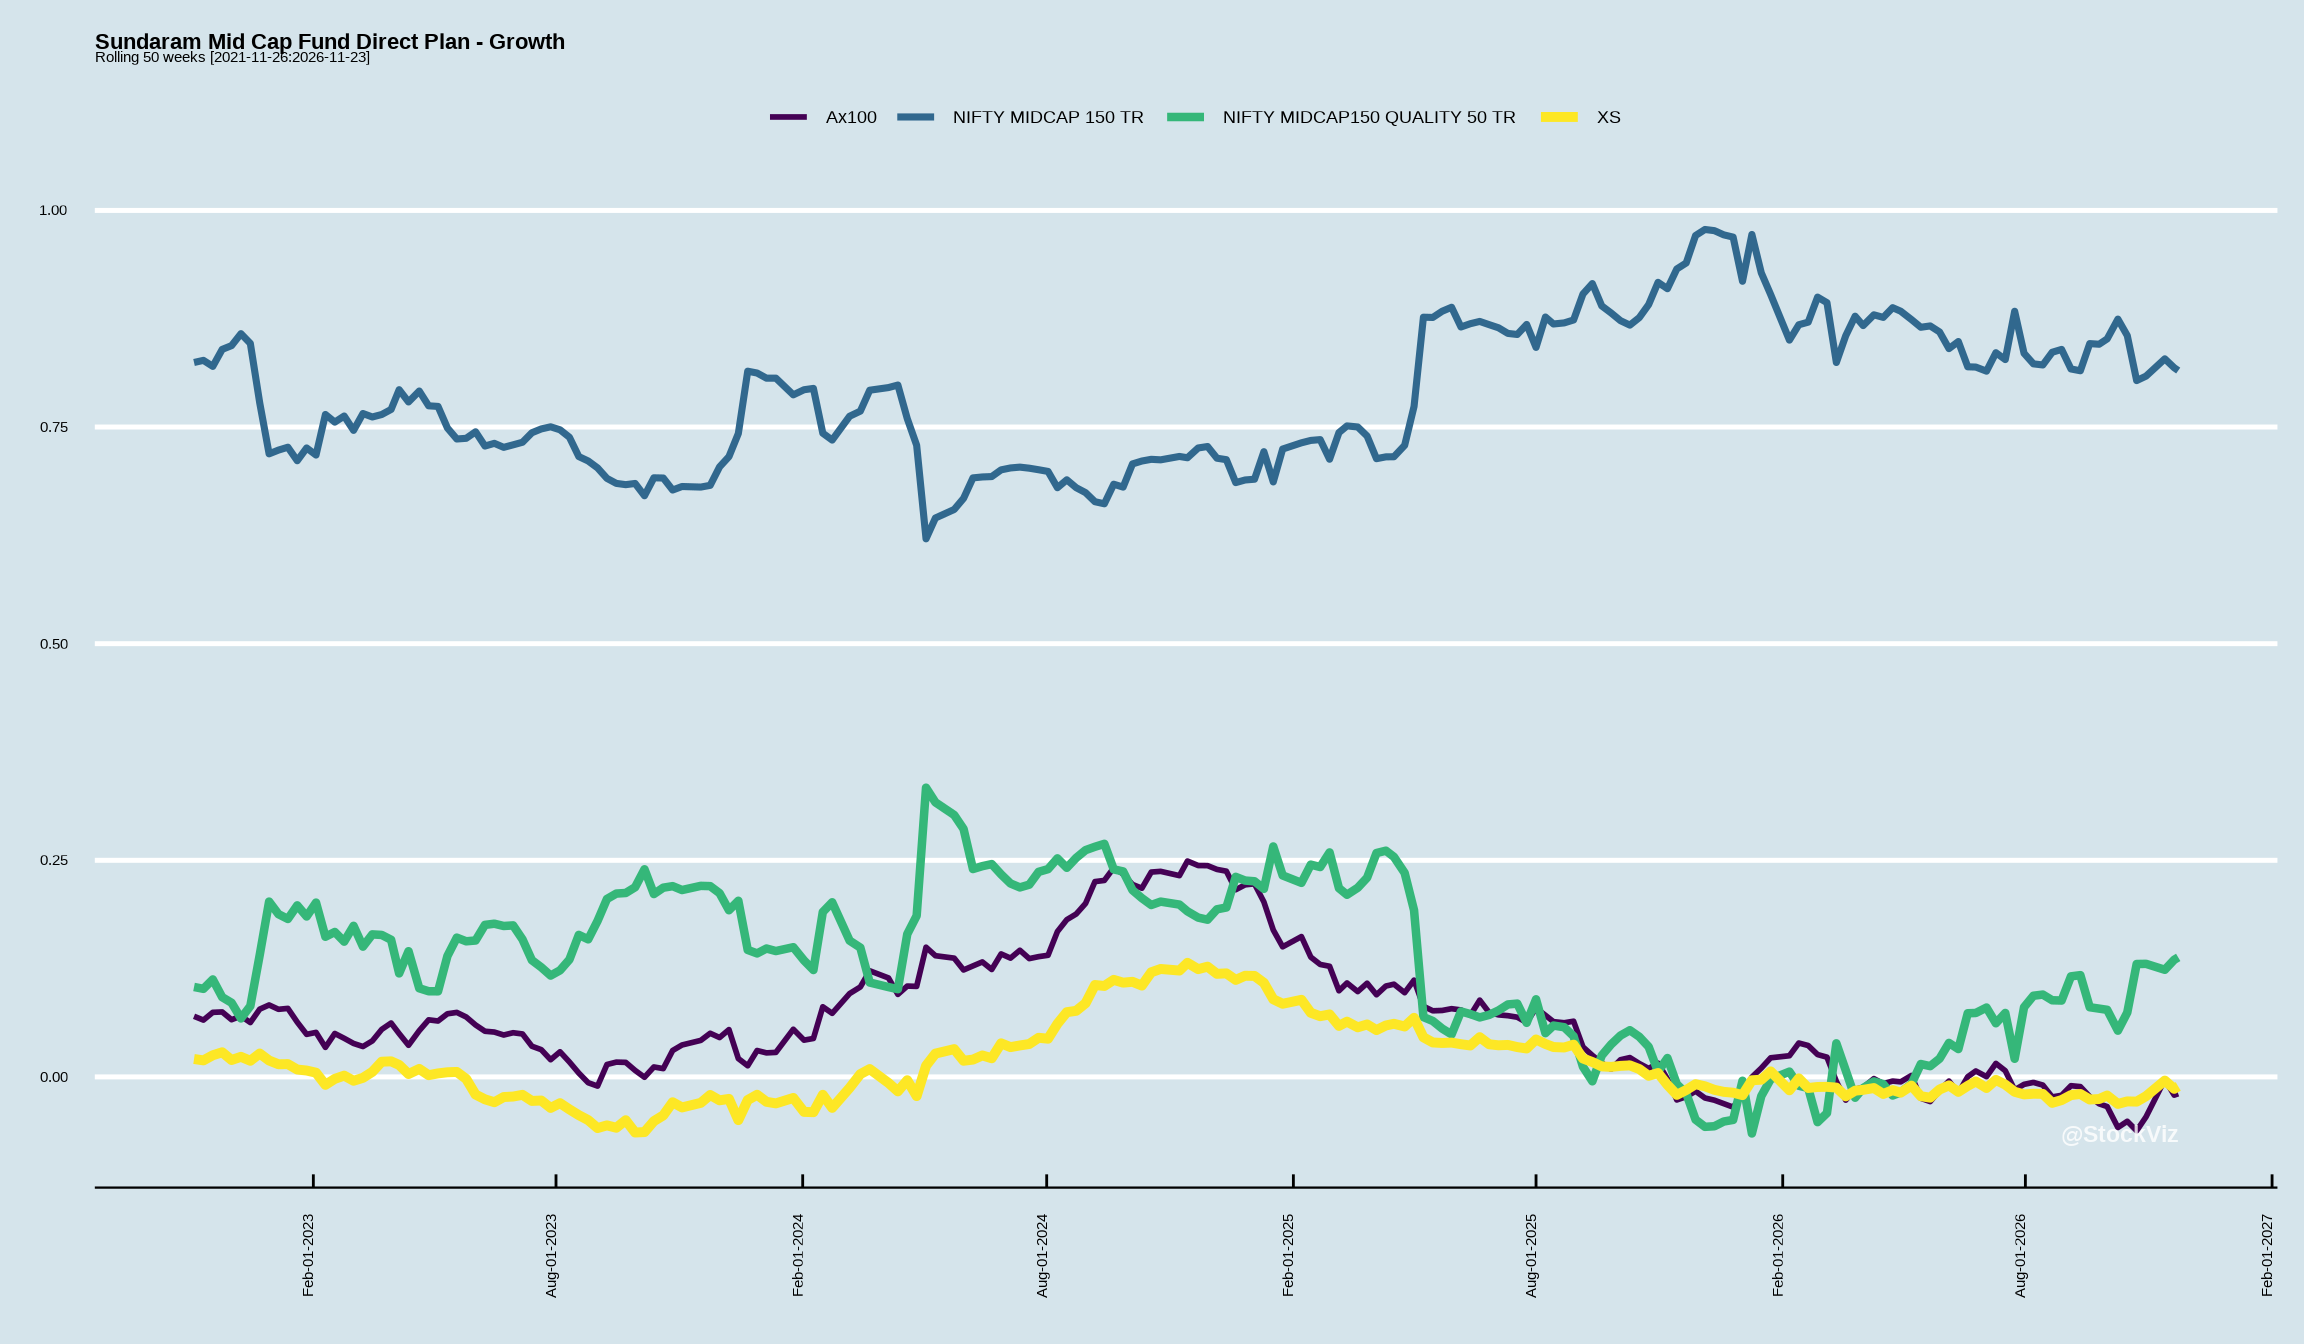 Sundaram Mid Cap Fund Direct Plan - Growth
Rolling 50 weeks [2021-11-26:2026-11-23]
Ax100 NIFTY MIDCAP 150 TR NIFTY MIDCAP150 QUALITY 50 TR XS
1.00
0.75
0.50
0.25
0.00
@StockViz
Feb-01-2023 Aug-01-2023 Feb-01-2024 Aug-01-2024 Feb-01-2025 Aug-01-2025 Feb-01-2026 Aug-01-2026 Feb-01-2027